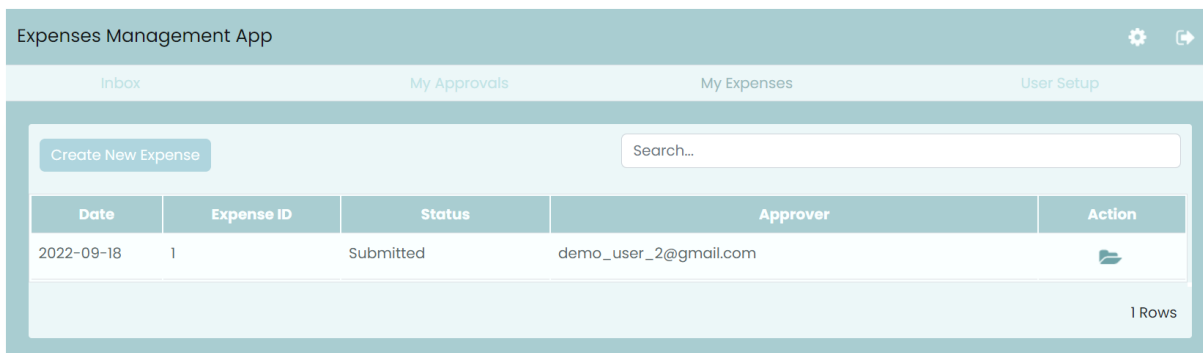 Expenses Management App
Inbox My Approvals My Expenses User Setup
Create New Expense Search...
Date Expense ID Status Approver Action
2022-09-18 1 Submitted demo_user_2@gmail.com
1 Rows